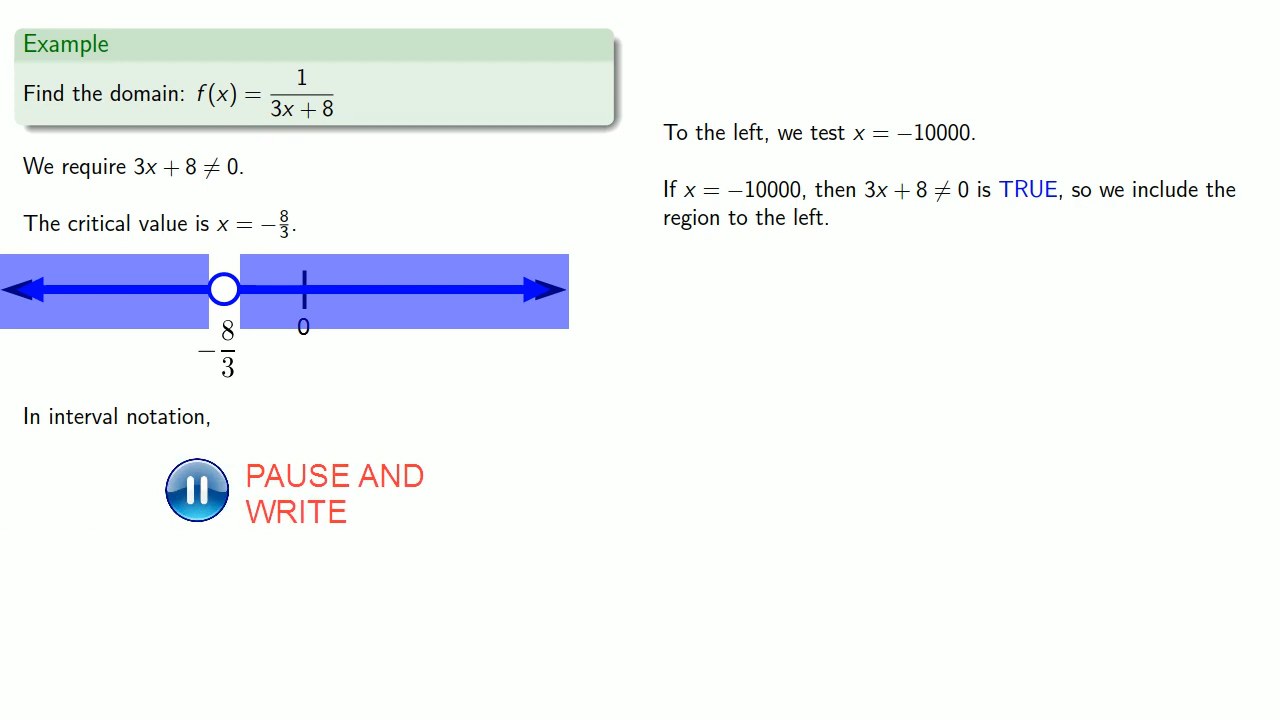 Example
Find the domain: f(x) = 1/(3x + 8)
We require 3x + 8 ≠ 0.
The critical value is x = −8/3.
0
−8/3
In interval notation,
PAUSE AND
WRITE
To the left, we test x = −10000.
If x = −10000, then 3x + 8 ≠ 0 is TRUE, so we include the
region to the left.